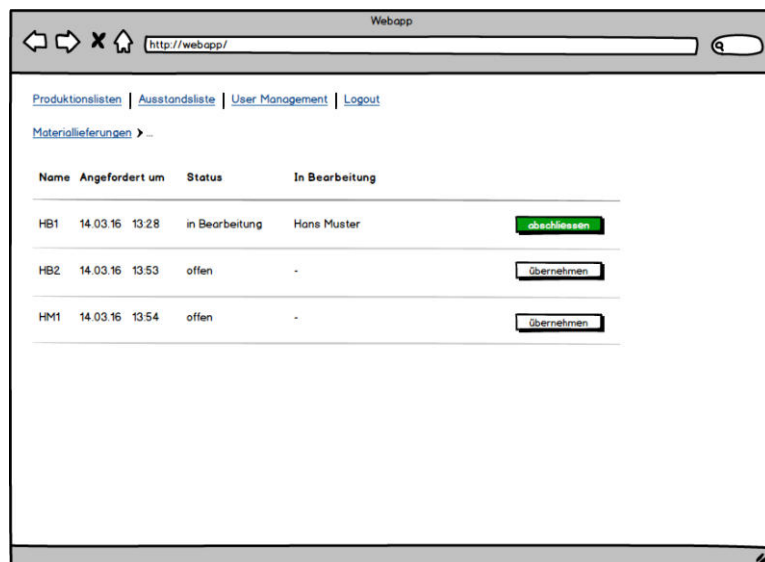 Webapp
http://webapp/
Produktionslisten | Ausstandsliste | User Management | Logout
Materiallieferungen > ...
Name Angefordert um Status In Bearbeitung
HB1 14.03.16 13:28 in Bearbeitung Hans Muster abschliessen
HB2 14.03.16 13:53 offen - übernehmen
HM1 14.03.16 13:54 offen - übernehmen